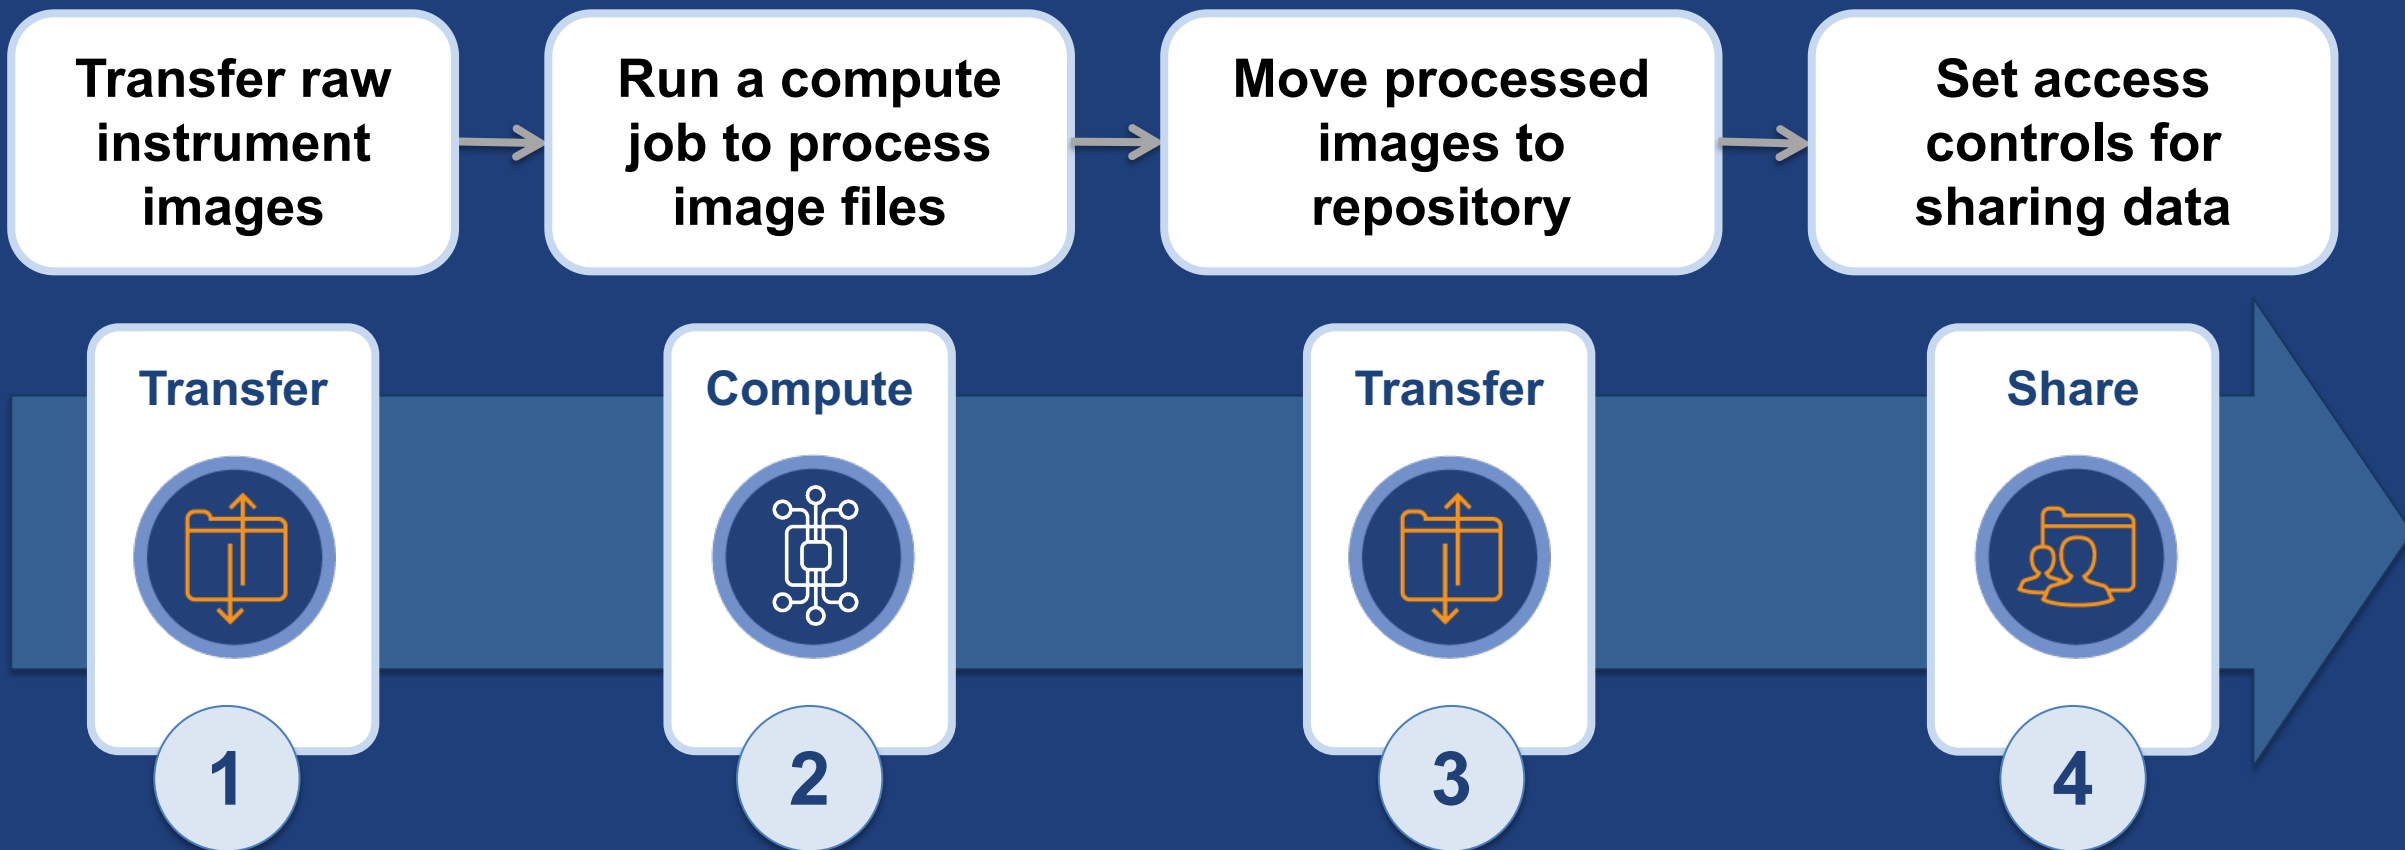 Transfer raw
instrument
images
Run a compute
job to process
image files
Move processed
images to
repository
Set access
controls for
sharing data
Transfer
Compute
Transfer
Share
1
2
3
4